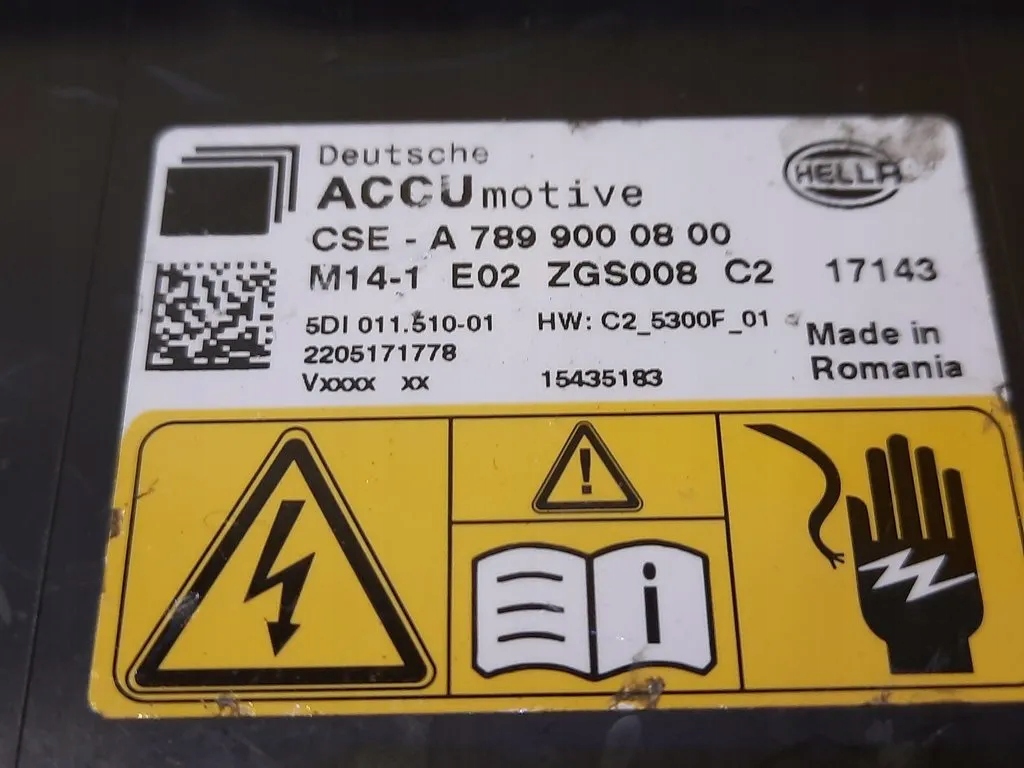 Deutsche
ACCUmotive
HELLA
CSE - A 789 900 08 00
M14-1 E02 ZGS008 C2 17143
5DI 011.510-01 HW: C2_5300F_01
2205171778
Vxxxx xx 15435183
Made in
Romania
!
i